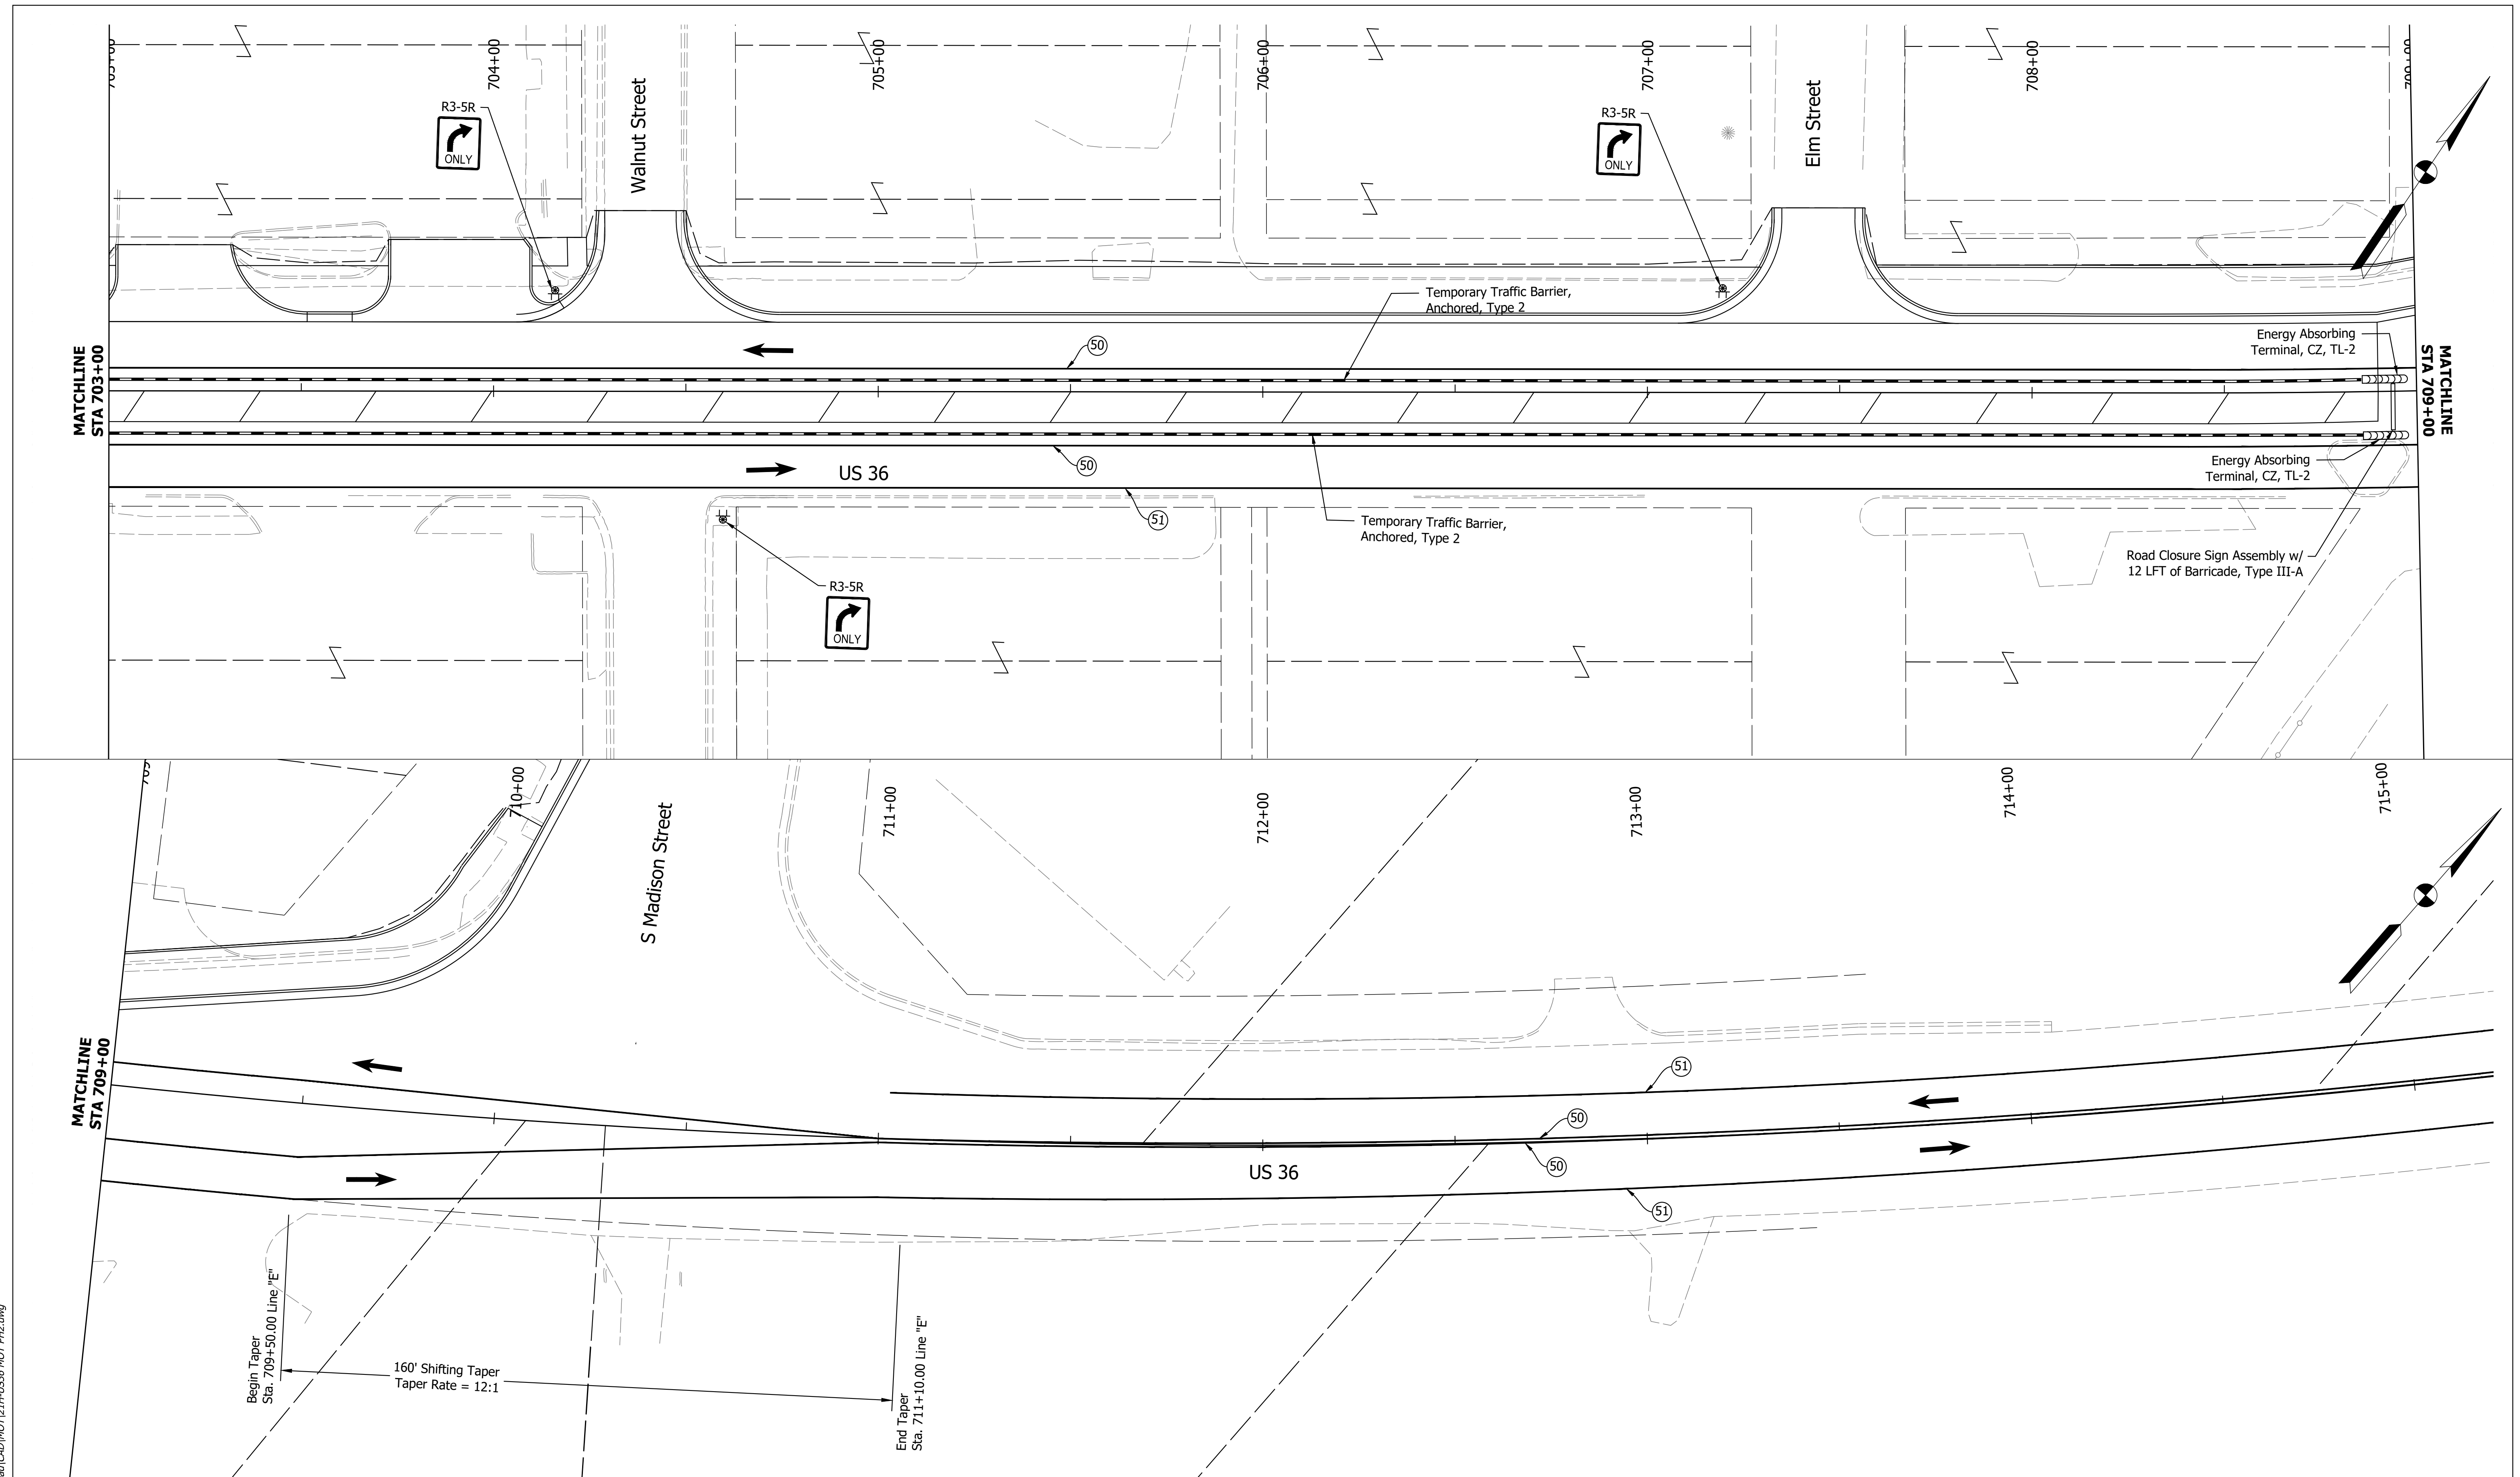 704+00
705+00
706+00
707+00
708+00
R3-5R
ONLY
Walnut Street
R3-5R
ONLY
Elm Street
Temporary Traffic Barrier,
Anchored, Type 2
Energy Absorbing
Terminal, CZ, TL-2
MATCHLINE
STA 703+00
50
MATCHLINE
STA 709+00
50
US 36
Energy Absorbing
Terminal, CZ, TL-2
51
Temporary Traffic Barrier,
Anchored, Type 2
Road Closure Sign Assembly w/
12 LFT of Barricade, Type III-A
R3-5R
ONLY
710+00
711+00
712+00
713+00
714+00
715+00
S Madison Street
MATCHLINE
STA 709+00
51
50
50
US 36
51
Begin Taper
Sta. 709+50.00 Line "E"
160' Shifting Taper
Taper Rate = 12:1
End Taper
Sta. 711+10.00 Line "E"